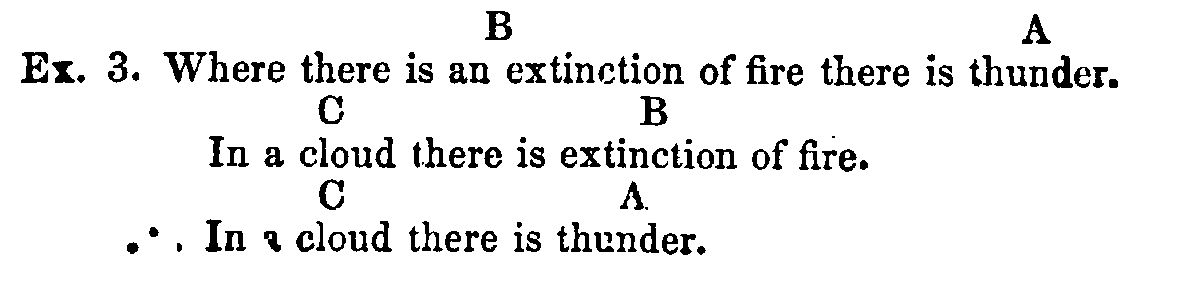 B A
Ex. 3. Where there is an extinction of fire there is thunder.
C B
In a cloud there is extinction of fire.
C A
∴ In a cloud there is thunder.